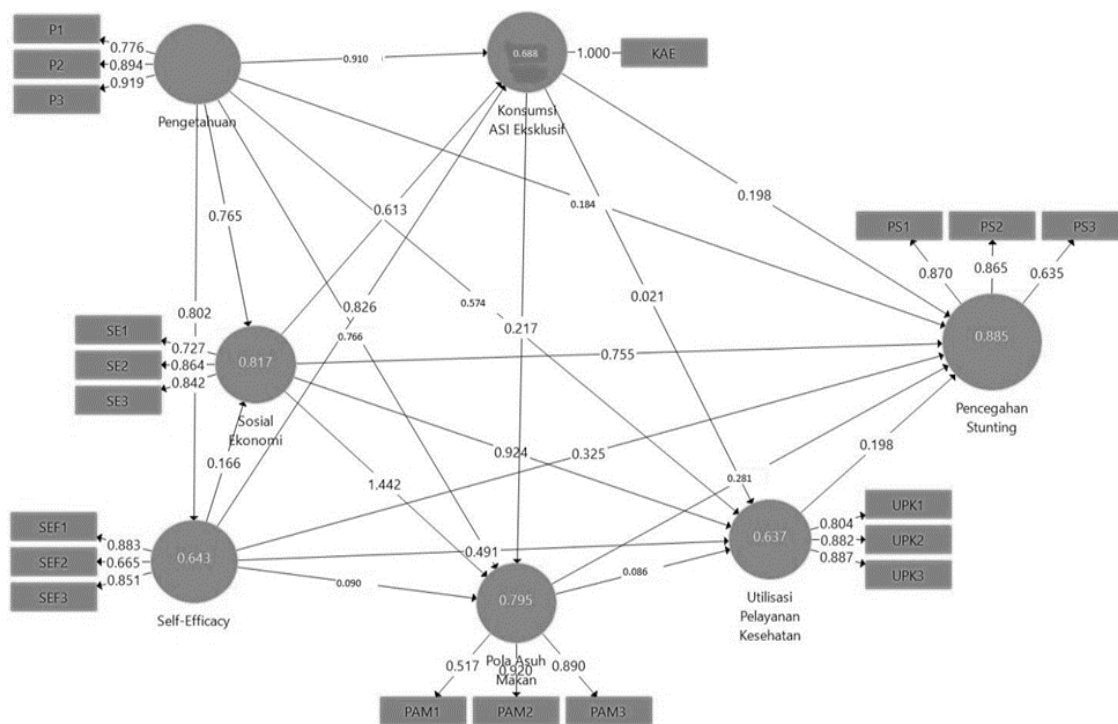 P1
0.776
P2
0.894
P3
0.919
Pengetahuan
0.910
0.688
1.000
KAE
Konsumsi
ASI Eksklusif
0.765
0.613
0.184
0.198
PS1
PS2
PS3
0.870
0.865
0.635
0.802
0.826
0.766
0.574
0.217
0.021
SE1
0.727
SE2
0.864
SE3
0.842
0.817
Sosial
Ekonomi
0.755
0.885
Pencegahan
Stunting
0.166
1.442
0.924
0.325
0.198
0.281
SEF1
0.883
SEF2
0.665
SEF3
0.851
0.643
Self-Efficacy
0.491
0.090
0.086
0.795
Pola Asuh
Makan
0.637
Utilisasi
Pelayanan
Kesehatan
UPK1
0.804
UPK2
0.882
UPK3
0.887
0.517
0.920
0.890
PAM1
PAM2
PAM3